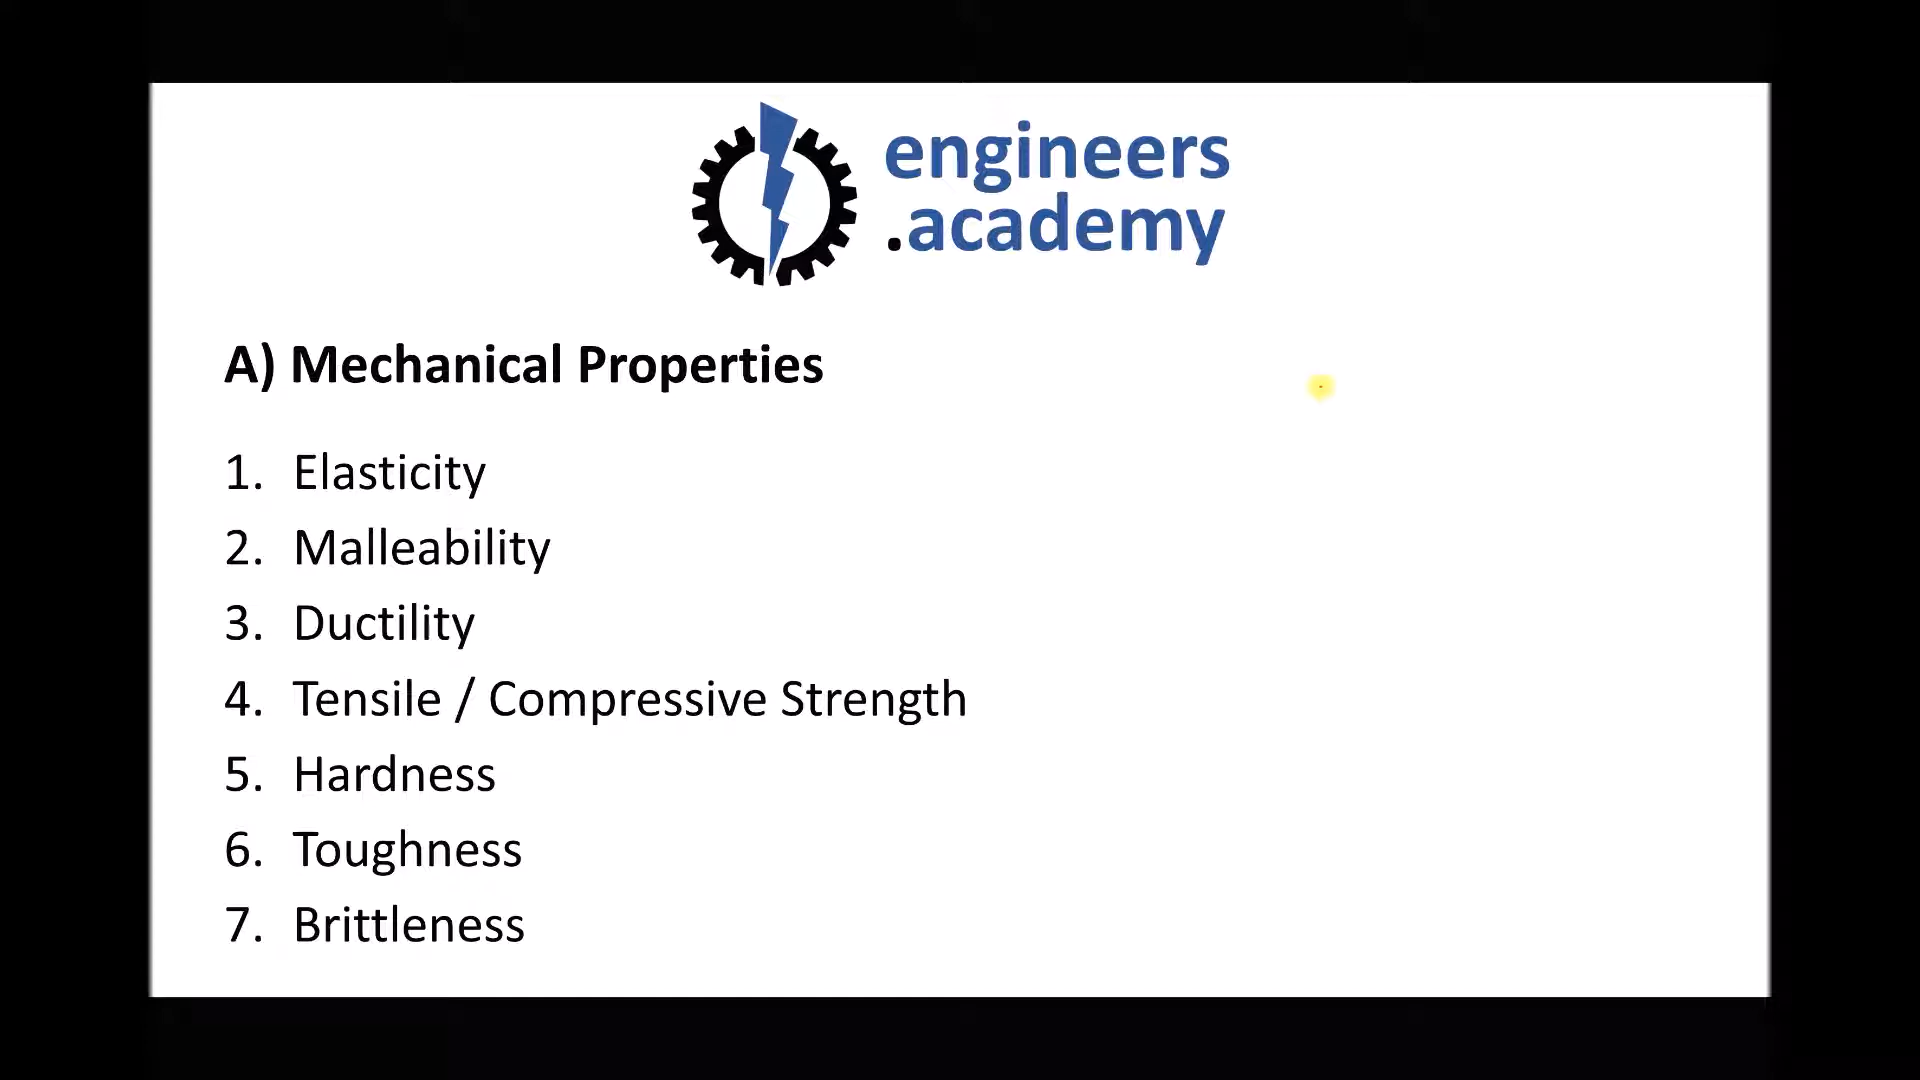 engineers
.academy
A) Mechanical Properties
1. Elasticity
2. Malleability
3. Ductility
4. Tensile / Compressive Strength
5. Hardness
6. Toughness
7. Brittleness